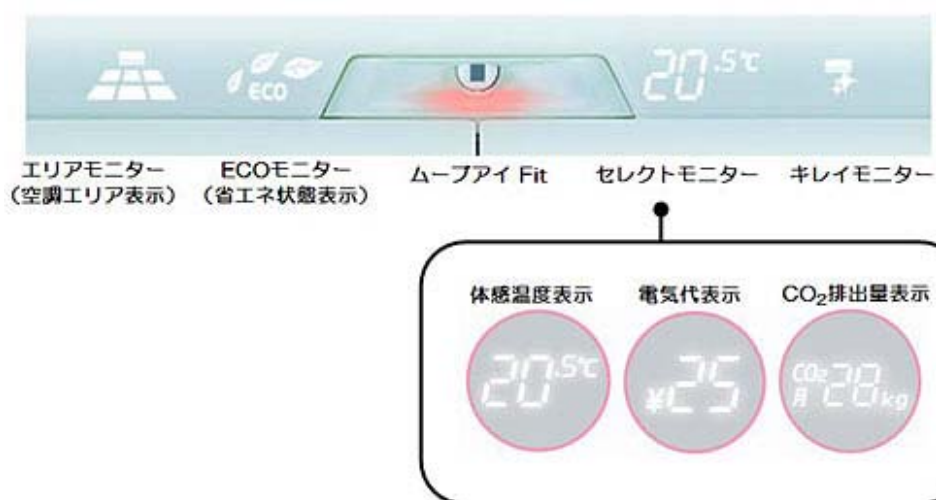 ECO
20.5℃
エリアモニター
(空調エリア表示)
ECOモニター
(省エネ状態表示)
ムーブアイ Fit
セレクトモニター
キレイモニター
体感温度表示
電気代表示
CO₂排出量表示
20.5℃
¥25
CO₂
月 28kg